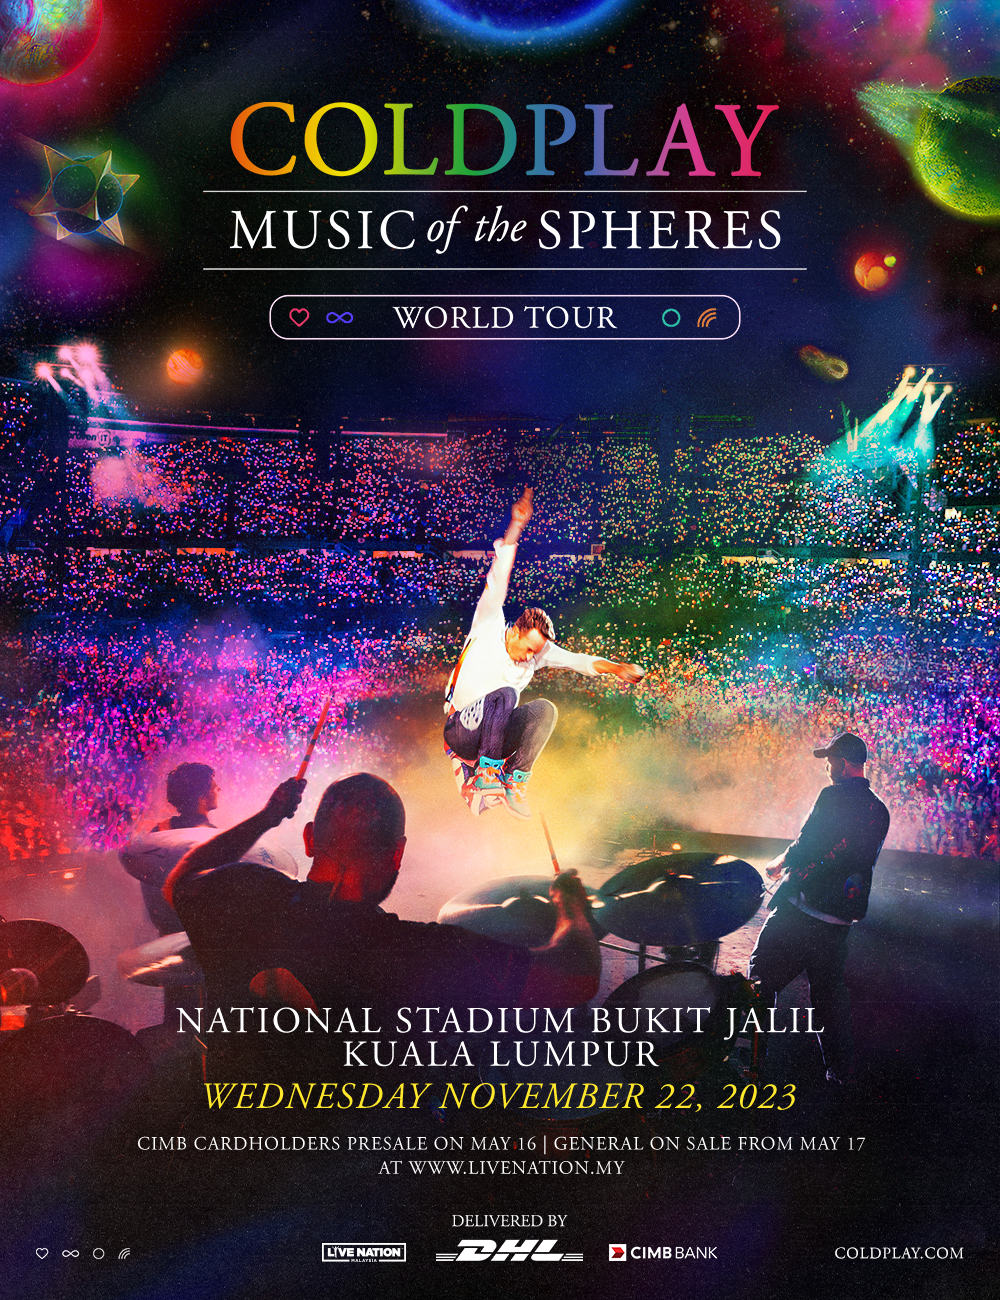 COLDPLAY
MUSIC of the SPHERES
WORLD TOUR
NATIONAL STADIUM BUKIT JALIL
KUALA LUMPUR
WEDNESDAY NOVEMBER 22, 2023
CIMB CARDHOLDERS PRESALE ON MAY 16 | GENERAL ON SALE FROM MAY 17
AT WWW.LIVENATION.MY
DELIVERED BY
LIVE NATION
MALAYSIA
DHL
CIMB BANK
COLDPLAY.COM